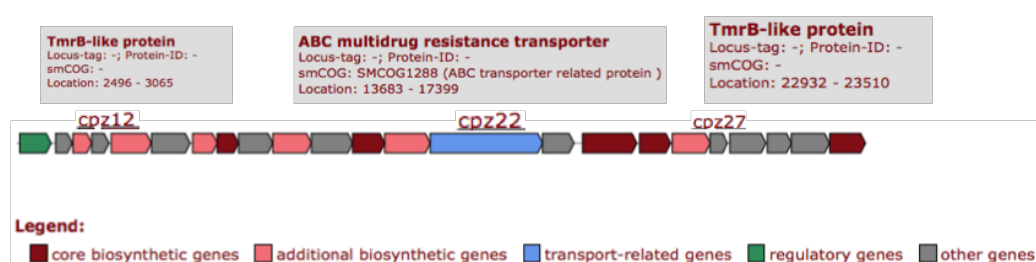 TmrB-like protein
Locus-tag: -; Protein-ID: -
smCOG: -
Location: 2496 - 3065
ABC multidrug resistance transporter
Locus-tag: -; Protein-ID: -
smCOG: SMCOG1288 (ABC transporter related protein )
Location: 13683 - 17399
TmrB-like protein
Locus-tag: -; Protein-ID: -
smCOG: -
Location: 22932 - 23510
cpz12
cpz22
cpz27
Legend:
core biosynthetic genes
additional biosynthetic genes
transport-related genes
regulatory genes
other genes